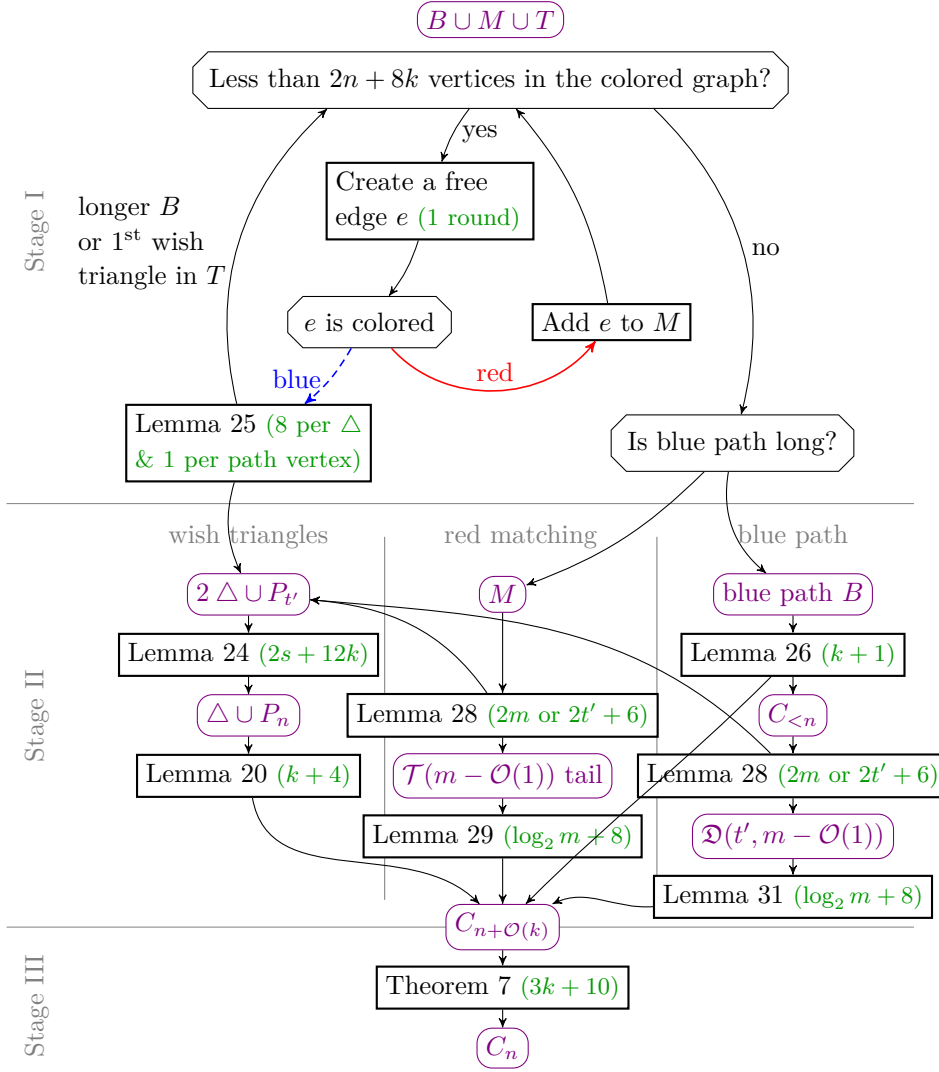 B ∪ M ∪ T
Less than 2n + 8k vertices in the colored graph?
yes
Create a free
edge e (1 round)
Stage I
longer B
or 1st wish
triangle in T
no
e is colored
Add e to M
blue
red
Lemma 25 (8 per △
& 1 per path vertex)
Is blue path long?
wish triangles
red matching
blue path
Stage II
2 △ ∪ P_{t′}
M
blue path B
Lemma 24 (2s + 12k)
Lemma 26 (k + 1)
△ ∪ P_n
Lemma 28 (2m or 2t′ + 6)
C_{<n}
Lemma 20 (k + 4)
𝒯(m − 𝒪(1)) tail
Lemma 28 (2m or 2t′ + 6)
Lemma 29 (log₂ m + 8)
𝔇(t′, m − 𝒪(1))
Lemma 31 (log₂ m + 8)
C_{n+𝒪(k)}
Stage III
Theorem 7 (3k + 10)
C_n